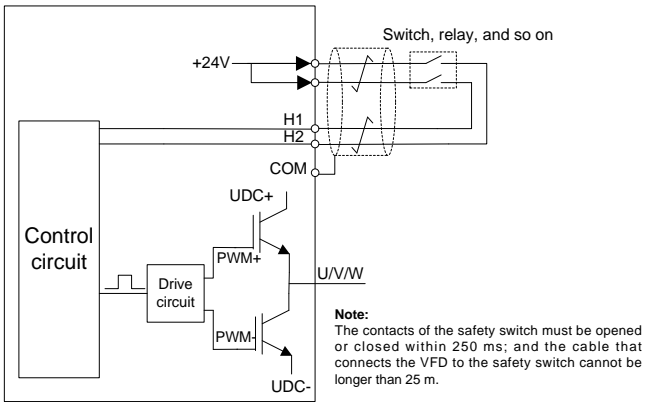 Switch, relay, and so on
+24V
H1
H2
COM
UDC+
Control
circuit
PWM+
Drive
circuit
U/V/W
PWM-
UDC-
Note:
The contacts of the safety switch must be opened
or closed within 250 ms; and the cable that
connects the VFD to the safety switch cannot be
longer than 25 m.